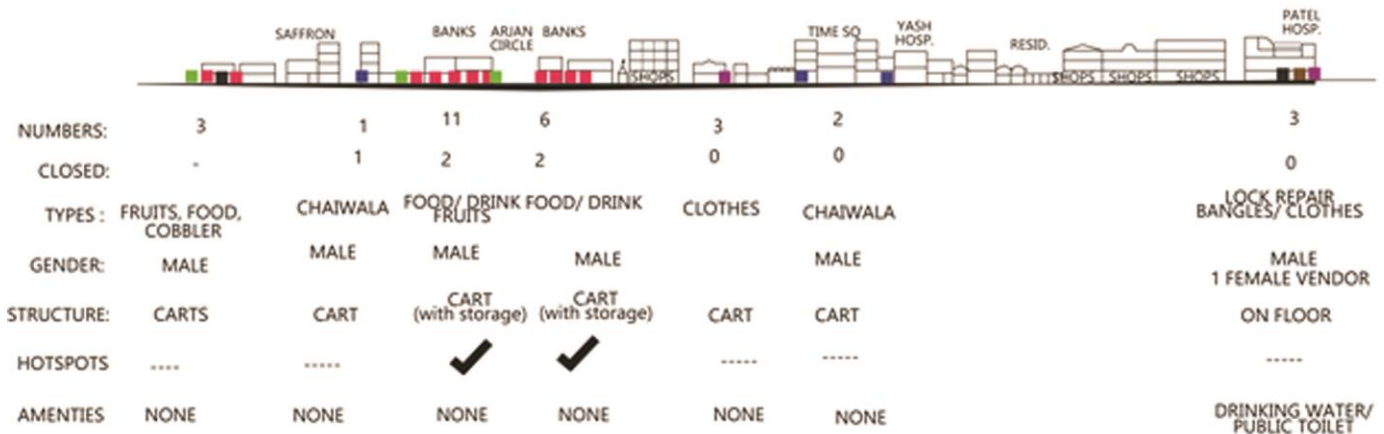 SAFFRON BANKS ARJAN CIRCLE BANKS SHOPS TIME SQ YASH HOSP. RESID. SHOPS SHOPS SHOPS PATEL HOSP.
NUMBERS: 3 1 11 6 3 2 3
CLOSED: - 1 2 2 0 0 0
TYPES : FRUITS, FOOD, COBBLER CHAIWALA FOOD/ DRINK FRUITS FOOD/ DRINK CLOTHES CHAIWALA LOCK REPAIR BANGLES/ CLOTHES
GENDER: MALE MALE MALE MALE MALE MALE 1 FEMALE VENDOR
STRUCTURE: CARTS CART CART (with storage) CART (with storage) CART CART ON FLOOR
HOTSPOTS ---- ----- ✔ ✔ ----- ----- -----
AMENTIES NONE NONE NONE NONE NONE NONE DRINKING WATER/ PUBLIC TOILET